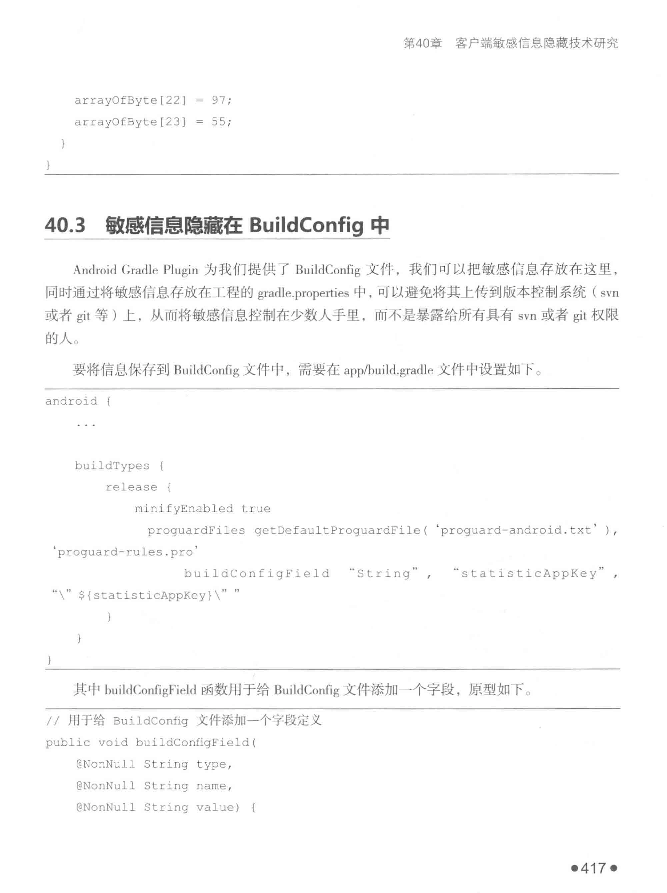 第40章 客户端敏感信息隐藏技术研究
arrayOfByte[22] = 97;
arrayOfByte[23] = 55;
}
}
40.3 敏感信息隐藏在 BuildConfig 中
Android Gradle Plugin 为我们提供了 BuildConfig 文件，我们可以把敏感信息存放在这里，
同时通过将敏感信息存放在工程的 gradle.properties 中，可以避免将其上传到版本控制系统（svn
或者 git 等）上，从而将敏感信息控制在少数人手里，而不是暴露给所有具有 svn 或者 git 权限
的人。
要将信息保存到 BuildConfig 文件中，需要在 app/build.gradle 文件中设置如下。
android {
...
buildTypes {
release {
minifyEnabled true
proguardFiles getDefaultProguardFile( ‘proguard-android.txt’ ),
‘proguard-rules.pro’
buildConfigField “String” , “statisticAppKey” ,
“\” ${statisticAppKey}\” ”
}
}
}
其中 buildConfigField 函数用于给 BuildConfig 文件添加一个字段，原型如下。
// 用于给 BuildConfig 文件添加一个字段定义
public void buildConfigField(
@NonNull String type,
@NonNull String name,
@NonNull String value) {
●417●